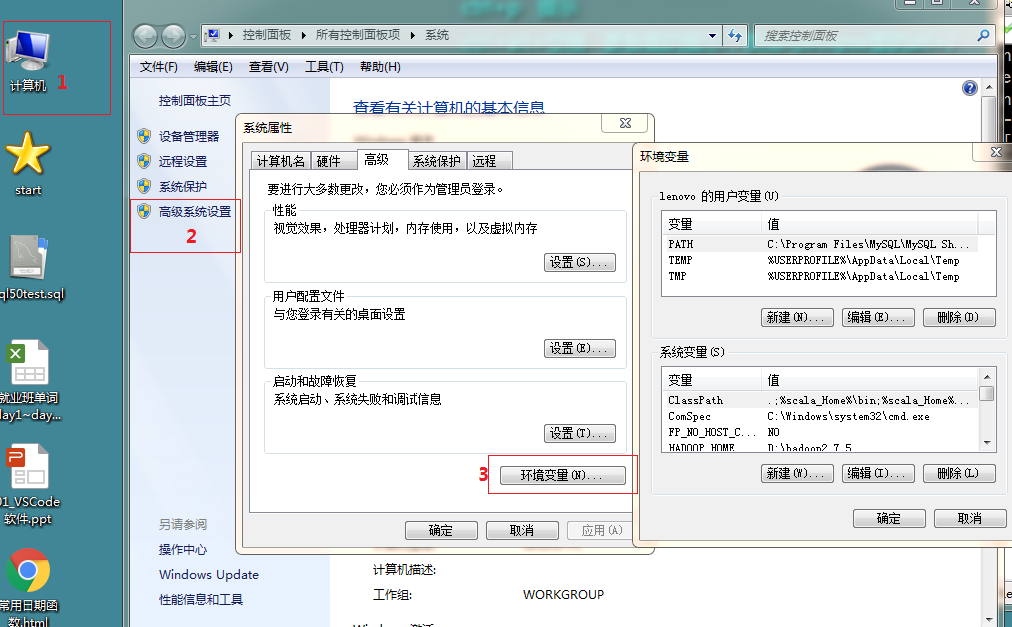 控制面板 ▸ 所有控制面板项 ▸ 系统
搜索控制面板
文件(F) 编辑(E) 查看(V) 工具(T) 帮助(H)
计算机
1
start
ql50test.sql
就业班单词
day1~day...
01_VSCode
软件.ppt
常用日期函
数.html
控制面板主页
设备管理器
远程设置
系统保护
高级系统设置
2
另请参阅
操作中心
Windows Update
性能信息和工具
查看有关计算机的基本信息
系统属性
计算机名 硬件 高级 系统保护 远程
要进行大多数更改，您必须作为管理员登录。
性能
视觉效果，处理器计划，内存使用，以及虚拟内存
设置(S)...
用户配置文件
与您登录有关的桌面设置
设置(E)...
启动和故障恢复
系统启动、系统失败和调试信息
设置(T)...
3
环境变量(N)...
确定 取消 应用(A)
计算机描述:
工作组: WORKGROUP
环境变量
lenovo 的用户变量(U)
变量 值
PATH C:\Program Files\MySQL\MySQL Sh...
TEMP %USERPROFILE%\AppData\Local\Temp
TMP %USERPROFILE%\AppData\Local\Temp
新建(N)... 编辑(E)... 删除(D)
系统变量(S)
变量 值
ClassPath .;%scala_Home%\bin;%scala_Home%...
ComSpec C:\Windows\system32\cmd.exe
FP_NO_HOST_C... NO
HADOOP_HOME D:\hadoop2.7.5
新建(W)... 编辑(I)... 删除(L)
确定 取消